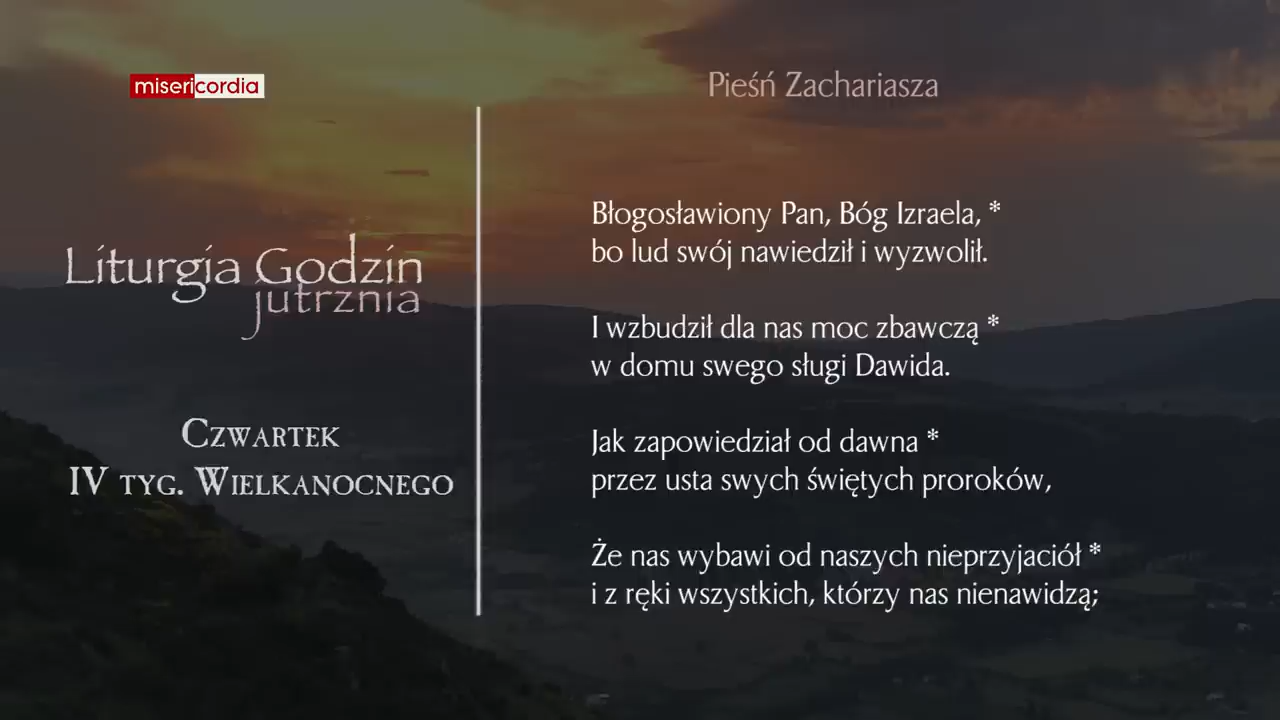 misericordia
Liturgia Godzin
jutrznia
Czwartek
IV tyg. Wielkanocnego
Pieśń Zachariasza
Błogosławiony Pan, Bóg Izraela, *
bo lud swój nawiedził i wyzwolił.
I wzbudził dla nas moc zbawczą *
w domu swego sługi Dawida.
Jak zapowiedział od dawna *
przez usta swych świętych proroków,
Że nas wybawi od naszych nieprzyjaciół *
i z ręki wszystkich, którzy nas nienawidzą;